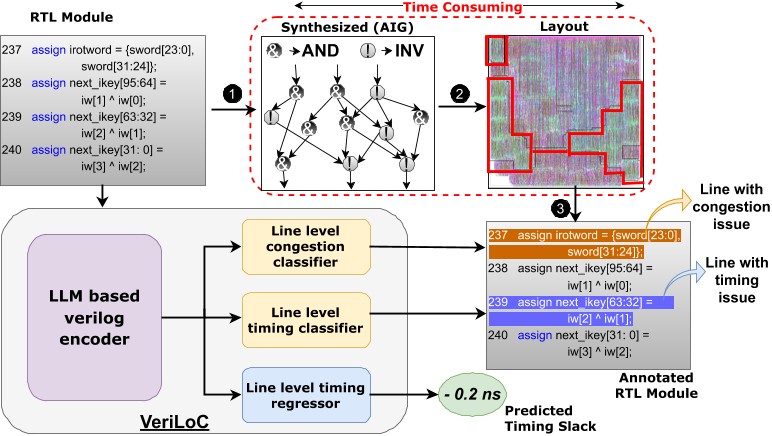 RTL Module
237 assign irotword = {sword[23:0],
sword[31:24]};
238 assign next_ikey[95:64] =
iw[1] ^ iw[0];
239 assign next_ikey[63:32] =
iw[2] ^ iw[1];
240 assign next_ikey[31: 0] =
iw[3] ^ iw[2];
1
Time Consuming
Synthesized (AIG)
& → AND ! → INV
& & !
! & & ! &
& ! !
2
Layout
3
LLM based
verilog
encoder
Line level
congestion
classifier
Line level
timing classifier
Line level timing
regressor
VeriLoC
- 0.2 ns
Predicted
Timing Slack
237 assign irotword = {sword[23:0],
sword[31:24]};
238 assign next_ikey[95:64] =
iw[1] ^ iw[0];
239 assign next_ikey[63:32] =
iw[2] ^ iw[1];
240 assign next_ikey[31: 0] =
iw[3] ^ iw[2];
Annotated
RTL Module
Line with
congestion
issue
Line with
timing
issue